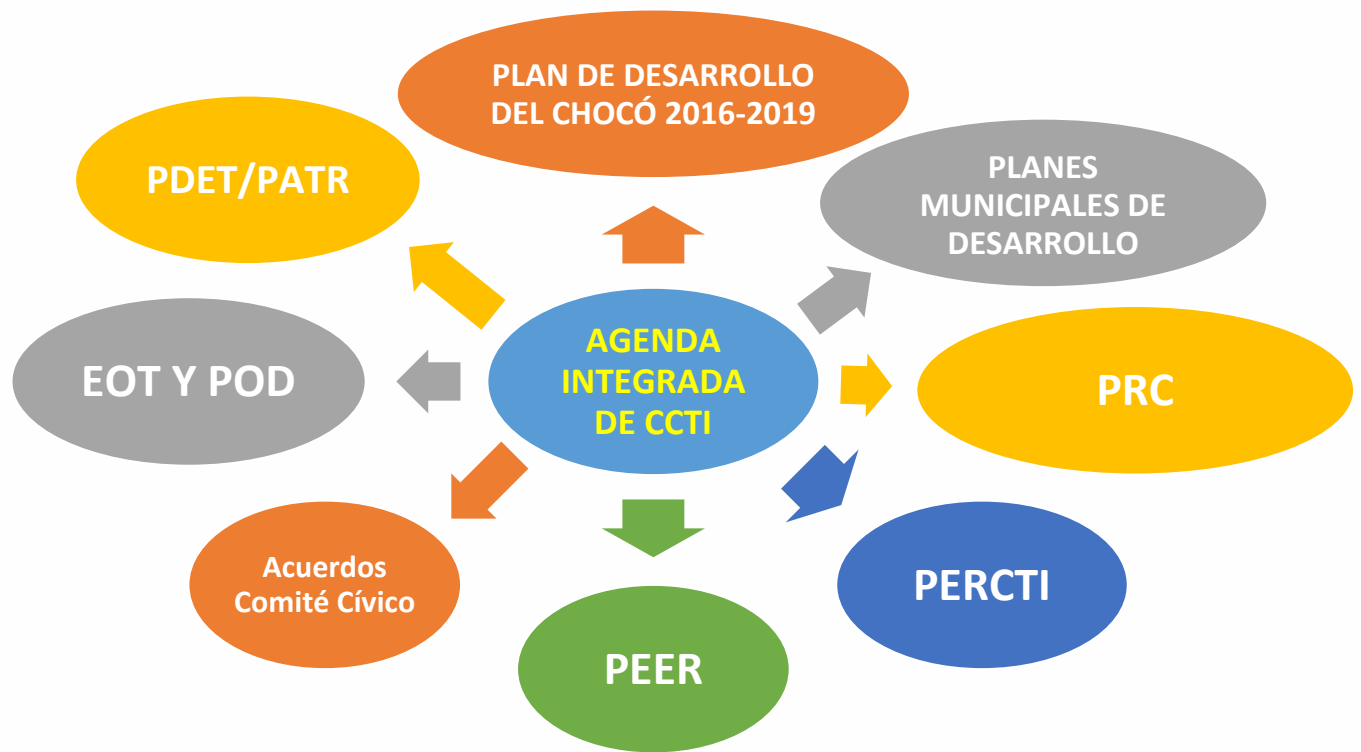 PLAN DE DESARROLLO
DEL CHOCÓ 2016-2019
PLANES
MUNICIPALES DE
DESARROLLO
PDET/PATR
AGENDA
INTEGRADA
DE CCTI
EOT Y POD
PRC
Acuerdos
Comité Cívico
PERCTI
PEER